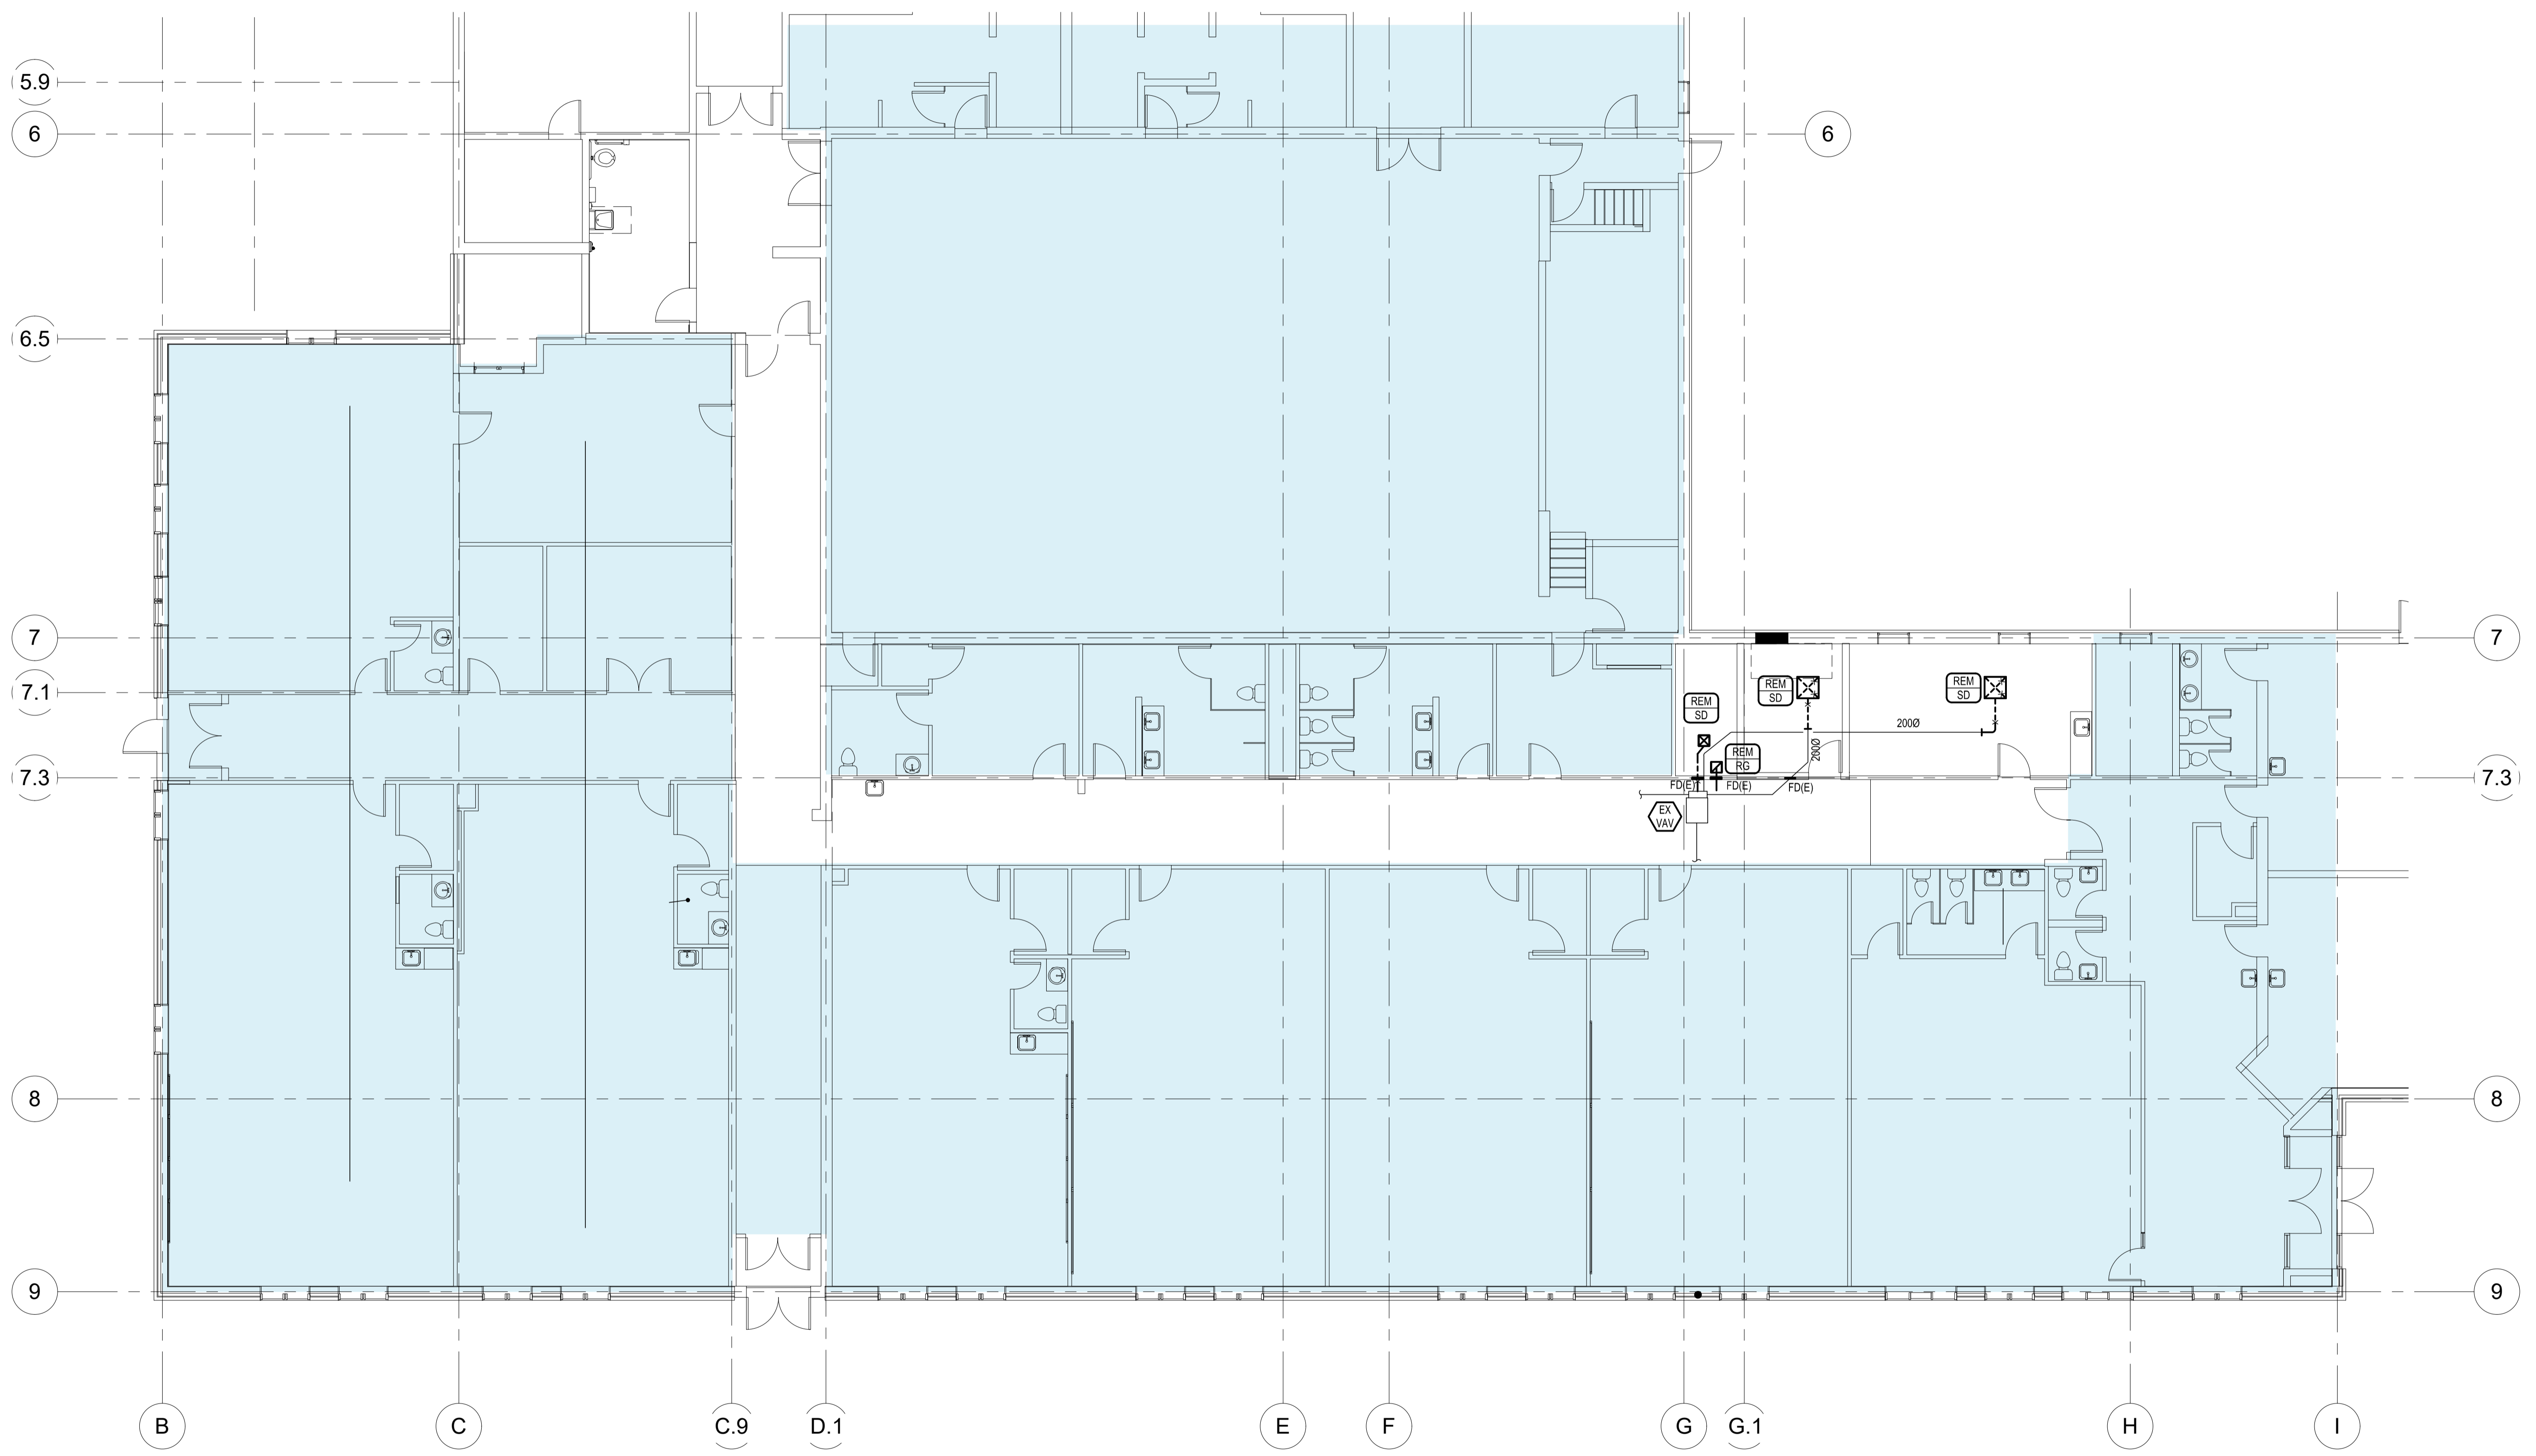 5.9
6
6
6.5
7
7
7.1
REM
SD
REM
SD
REM
SD
200Ø
200Ø
REM
RG
7.3
7.3
FD(E)
FD(E)
FD(E)
EX
VAV
8
8
9
9
B
C
C.9
D.1
E
F
G
G.1
H
I